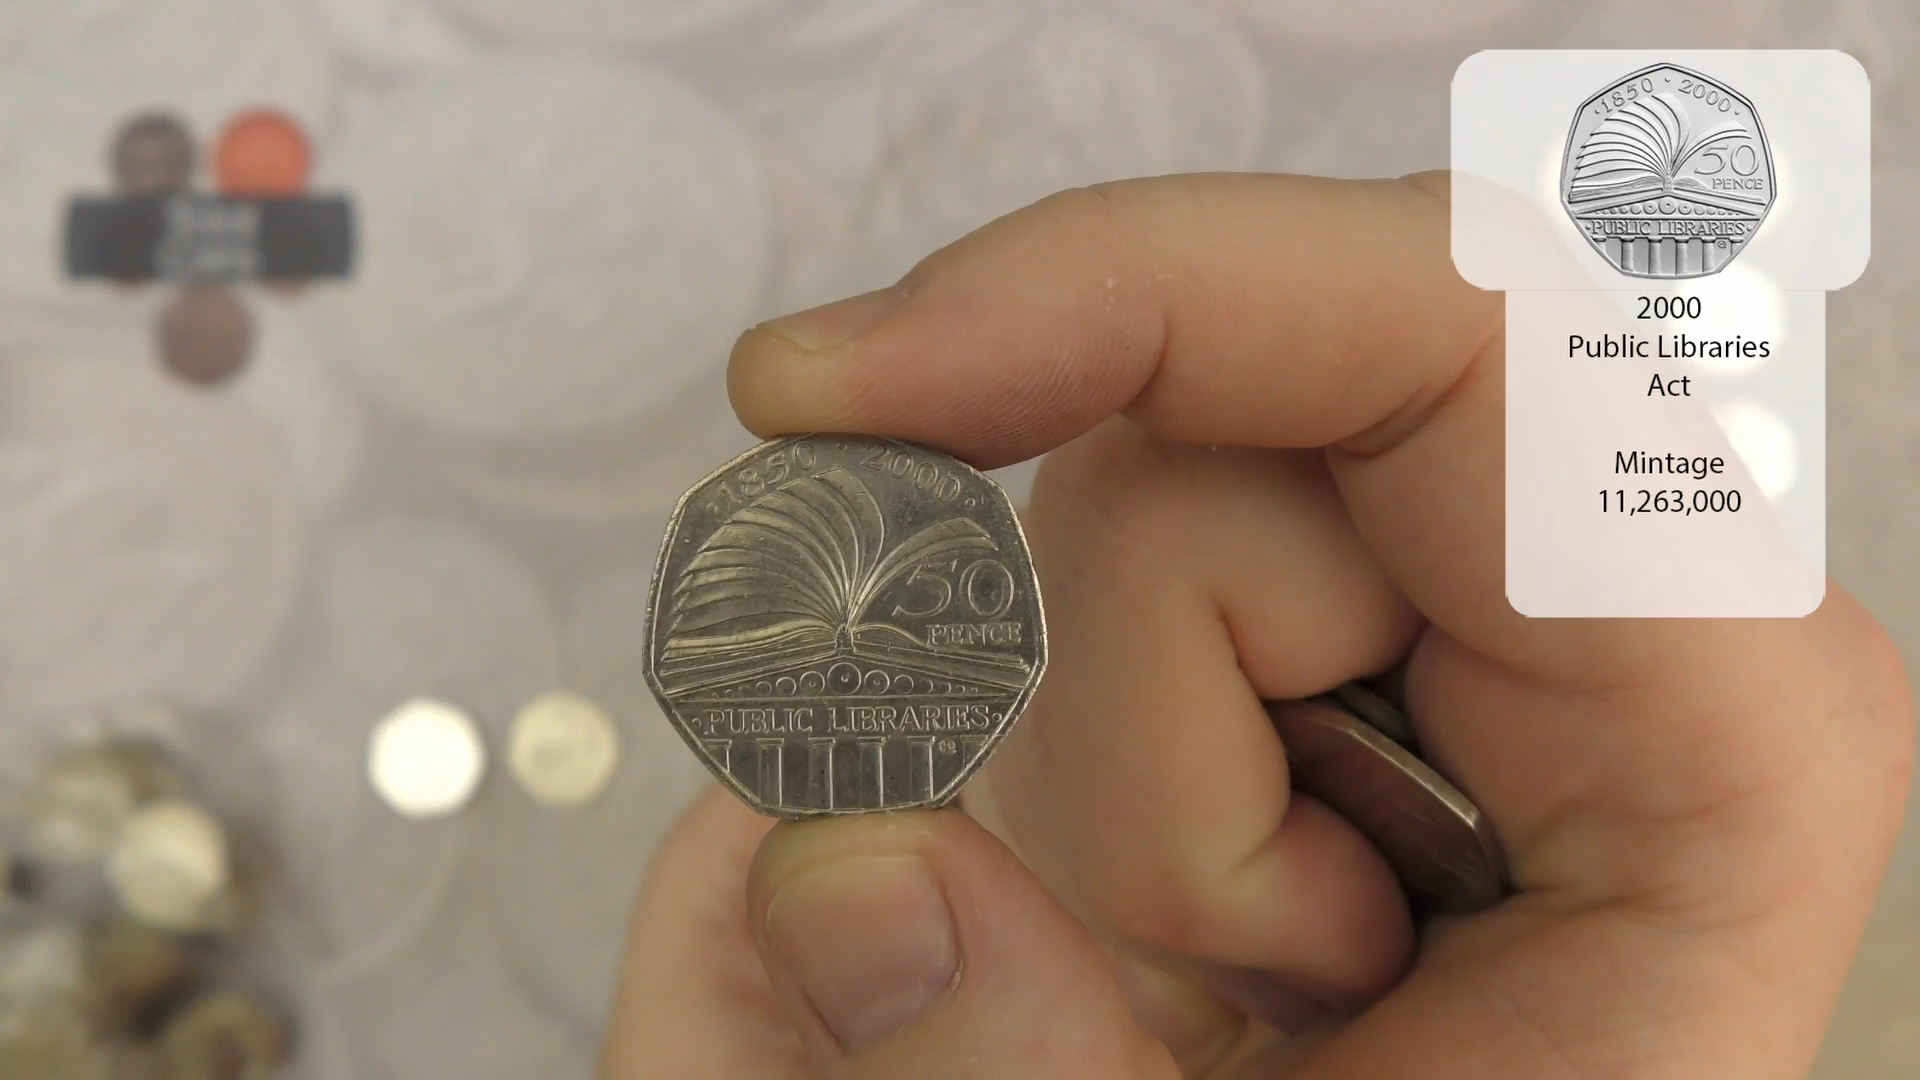 1850 · 2000
50
PENCE
PUBLIC LIBRARIES
·1850 · 2000·
50
PENCE
·PUBLIC LIBRARIES·
2000
Public Libraries
Act
Mintage
11,263,000